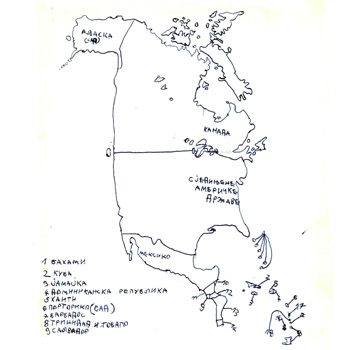 АЛАСКА
САД
КАНАДА
СЈЕДИЊЕНЕ
АМЕРИЧКЕ
ДРЖАВЕ
МЕКСИКО
1 БАХАМИ
2 КУБА
3 ЈАМАЈКА
4 ДОМИНИКАНСКА РЕПУБЛИКА
5 ХАИТИ
6 ПОРТОРИКО (САД)
7 БАРБАДОС
8 ТРИНИДАД И ТОБАГО
9 САЛВАДОР